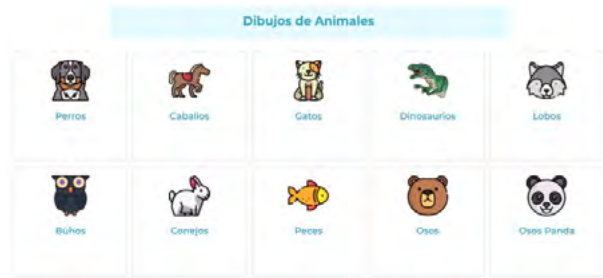 Dibujos de Animales
Perros
Caballos
Gatos
Dinosaurios
Lobos
Búhos
Conejos
Peces
Osos
Osos Panda